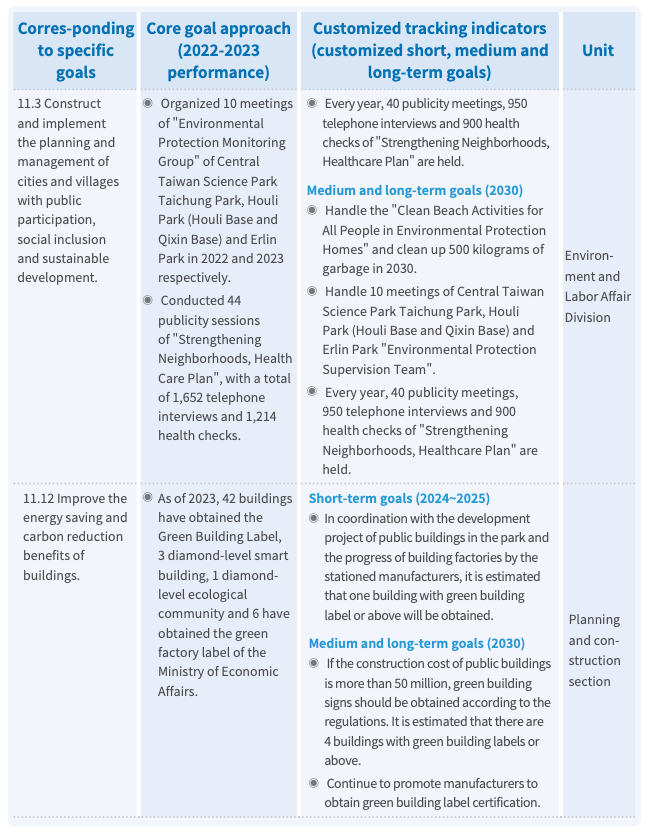 Corres-ponding
to specific
goals
Core goal approach
(2022-2023
performance)
Customized tracking indicators
(customized short, medium and
long-term goals)
Unit
11.3 Construct
and implement
the planning and
management of
cities and villages
with public
participation,
social inclusion
and sustainable
development.
◉ Organized 10 meetings
of "Environmental
Protection Monitoring
Group" of Central
Taiwan Science Park
Taichung Park, Houli
Park (Houli Base and
Qixin Base) and Erlin
Park in 2022 and 2023
respectively.
◉ Conducted 44
publicity sessions
of "Strengthening
Neighborhoods, Health
Care Plan", with a total
of 1,652 telephone
interviews and 1,214
health checks.
◉ Every year, 40 publicity meetings, 950
telephone interviews and 900 health
checks of "Strengthening Neighborhoods,
Healthcare Plan" are held.
Medium and long-term goals (2030)
◉ Handle the "Clean Beach Activities for
All People in Environmental Protection
Homes" and clean up 500 kilograms of
garbage in 2030.
◉ Handle 10 meetings of Central Taiwan
Science Park Taichung Park, Houli
Park (Houli Base and Qixin Base) and
Erlin Park "Environmental Protection
Supervision Team".
◉ Every year, 40 publicity meetings,
950 telephone interviews and 900
health checks of "Strengthening
Neighborhoods, Healthcare Plan" are
held.
Environ-
ment and
Labor Affair
Division
11.12 Improve the
energy saving and
carbon reduction
benefits of
buildings.
◉ As of 2023, 42 buildings
have obtained the
Green Building Label,
3 diamond-level smart
building, 1 diamond-
level ecological
community and 6 have
obtained the green
factory label of the
Ministry of Economic
Affairs.
Short-term goals (2024~2025)
◉ In coordination with the development
project of public buildings in the park and
the progress of building factories by the
stationed manufacturers, it is estimated
that one building with green building
label or above will be obtained.
Medium and long-term goals (2030)
◉ If the construction cost of public buildings
is more than 50 million, green building
signs should be obtained according to the
regulations. It is estimated that there are
4 buildings with green building labels or
above.
◉ Continue to promote manufacturers to
obtain green building label certification.
Planning
and con-
struction
section